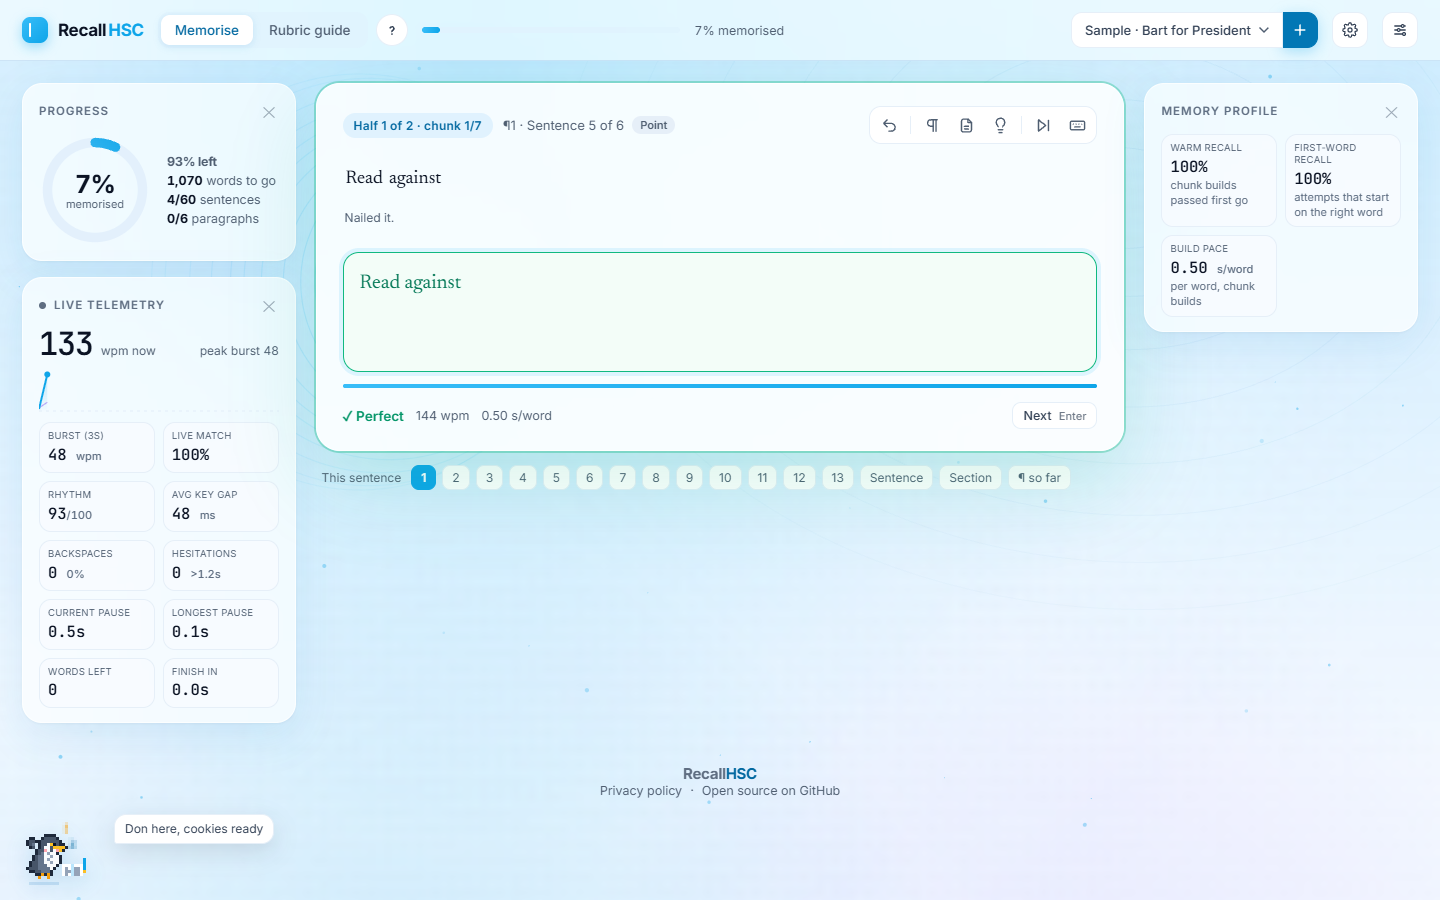 RecallHSC
Memorise
Rubric guide
?
7% memorised
Sample · Bart for President
+
PROGRESS
7%
memorised
93% left
1,070 words to go
4/60 sentences
0/6 paragraphs
LIVE TELEMETRY
133 wpm now
peak burst 48
BURST (3S)
48 wpm
LIVE MATCH
100%
RHYTHM
93/100
AVG KEY GAP
48 ms
BACKSPACES
0 0%
HESITATIONS
0 >1.2s
CURRENT PAUSE
0.5s
LONGEST PAUSE
0.1s
WORDS LEFT
0
FINISH IN
0.0s
Half 1 of 2 · chunk 1/7
¶1 · Sentence 5 of 6
Point
Read against
Nailed it.
Read against
✓ Perfect 144 wpm 0.50 s/word
Next Enter
This sentence 1 2 3 4 5 6 7 8 9 10 11 12 13 Sentence Section ¶ so far
MEMORY PROFILE
WARM RECALL
100%
chunk builds
passed first go
FIRST-WORD
RECALL
100%
attempts that start
on the right word
BUILD PACE
0.50 s/word
per word, chunk
builds
RecallHSC
Privacy policy · Open source on GitHub
Don here, cookies ready